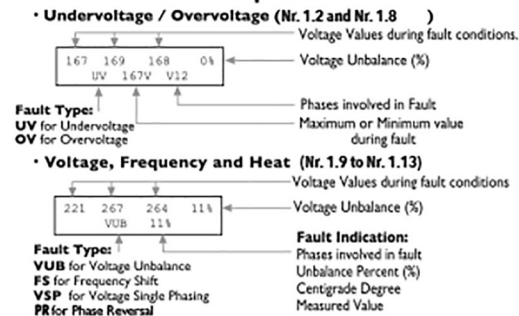 • Undervoltage / Overvoltage (Nr. 1.2 and Nr. 1.8 )
Voltage Values during fault conditions.
167 169 168 0%
Voltage Unbalance (%)
UV 167V V12
Phases involved in Fault
Fault Type:
Maximum or Minimum value
UV for Undervoltage
during fault
OV for Overvoltage
• Voltage, Frequency and Heat (Nr. 1.9 to Nr. 1.13)
Voltage Values during fault conditions
221 267 264 11%
Voltage Unbalance (%)
VUB 11%
Fault Type:
VUB for Voltage Unbalance
FS for Frequency Shift
VSP for Voltage Single Phasing
PR for Phase Reversal
Fault Indication:
Phases involved in fault
Unbalance Percent (%)
Centigrade Degree
Measured Value